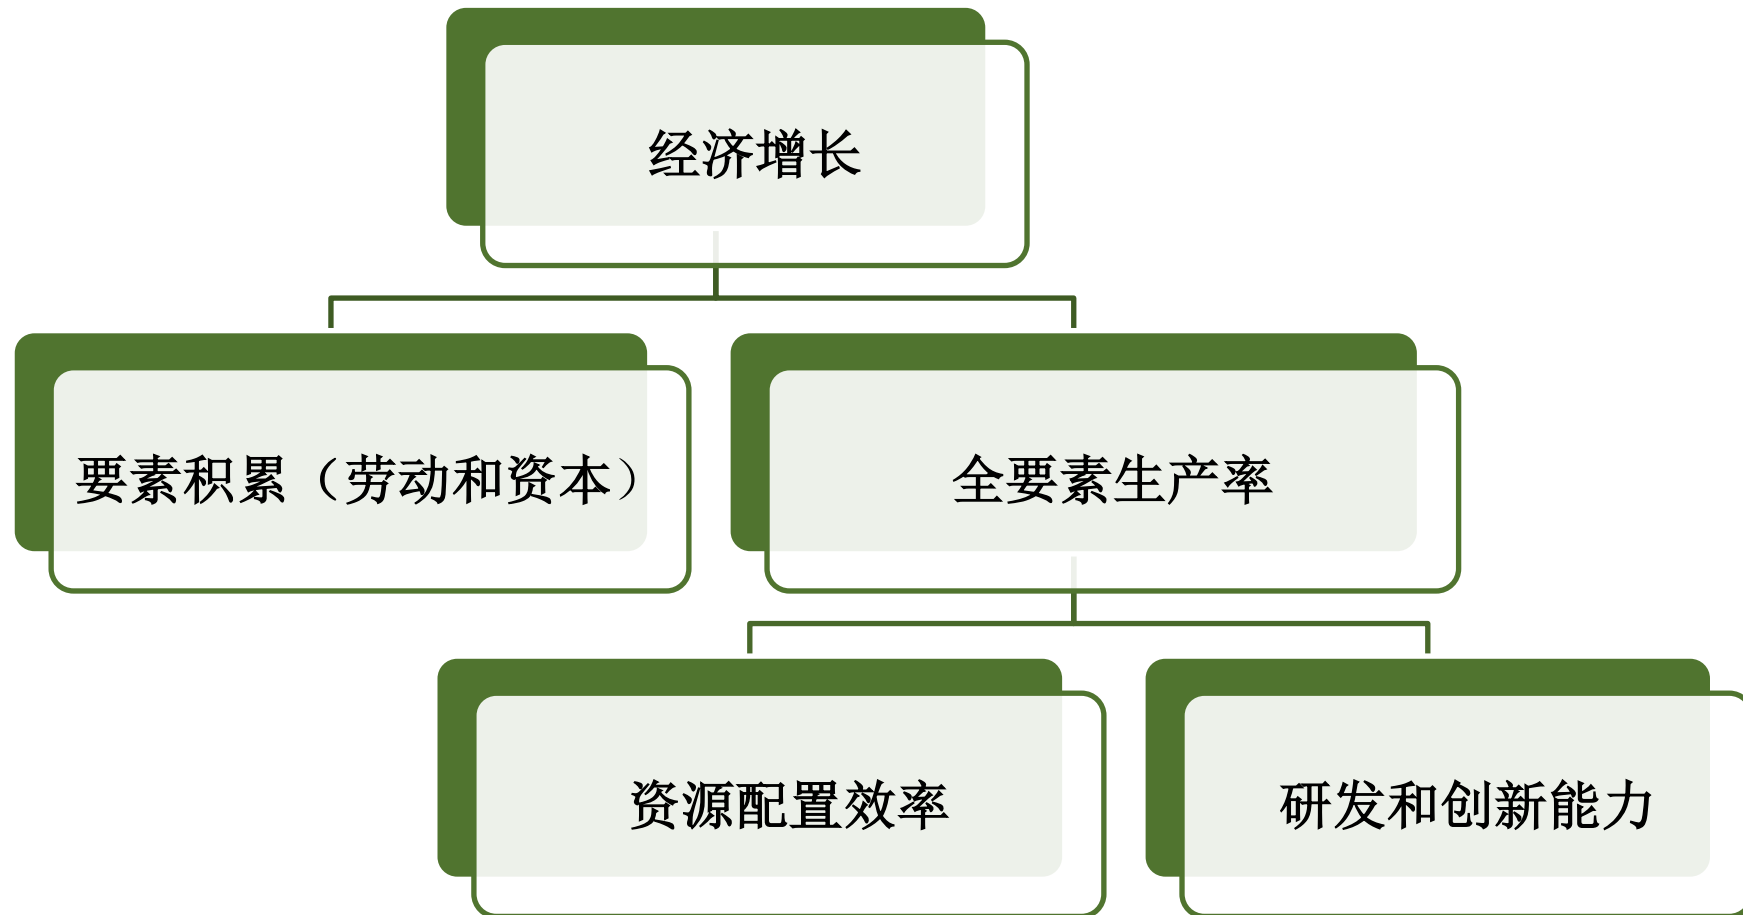 经济增长
要素积累（劳动和资本）
全要素生产率
资源配置效率
研发和创新能力